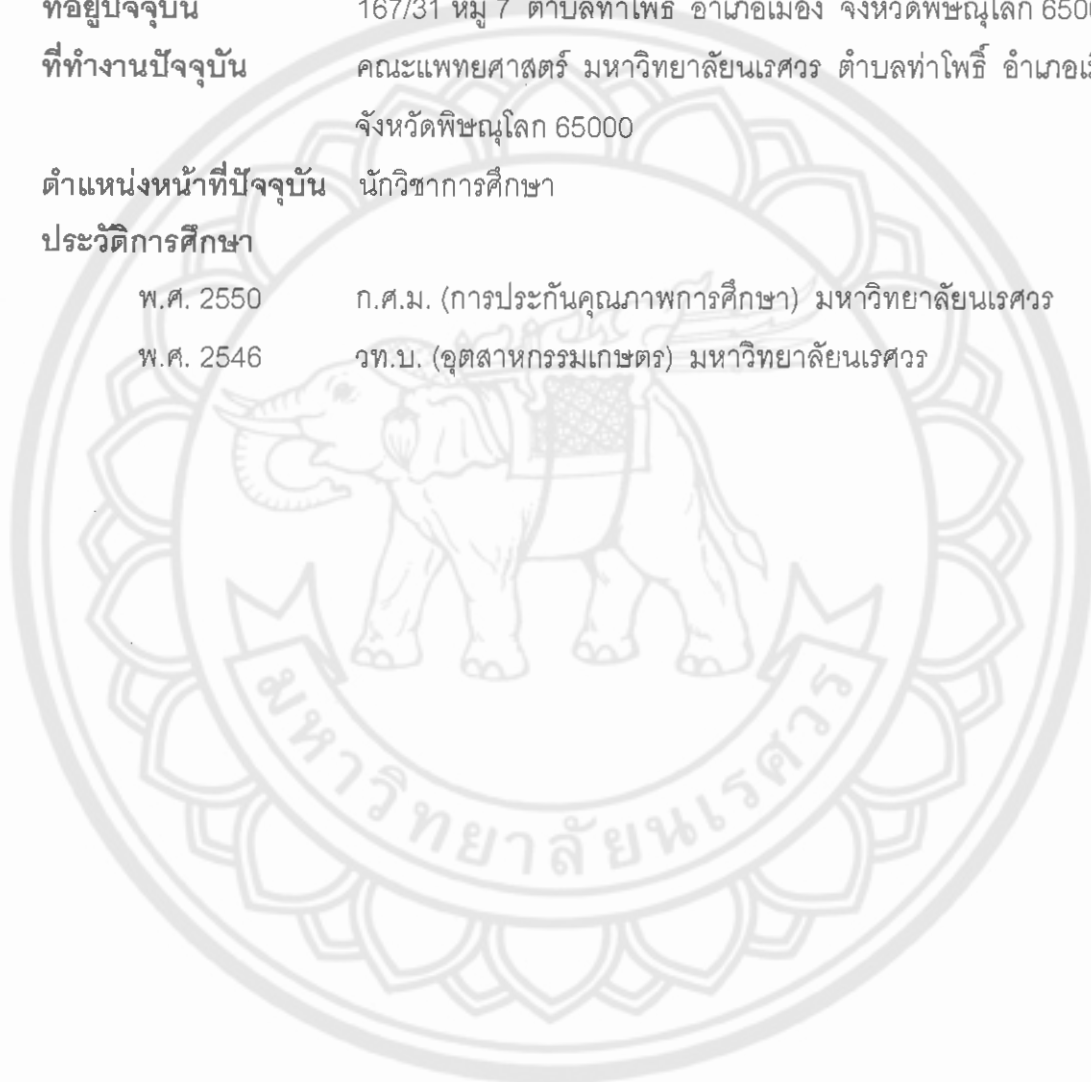 ที่อยู่ปัจจุบัน 167/31 หมู่ 7 ตำบลท่าโพธิ์ อำเภอเมือง จังหวัดพิษณุโลก
ที่ทำงานปัจจุบัน คณะแพทยศาสตร์ มหาวิทยาลัยนเรศวร ตำบลท่าโพธิ์
จังหวัดพิษณุโลก 65000
ตำแหน่งหน้าที่ปัจจุบัน นักวิชาการศึกษา
ประวัติการศึกษา
พ.ศ. 2550 ก.ศ.ม. (การประกันคุณภาพการศึกษา) มหาวิทยาลัยนเรศวร
พ.ศ. 2546 วท.บ. (อุตสาหกรรมเกษตร) มหาวิทยาลัยนเรศวร
มหาวิทยาลัยนเรศวร